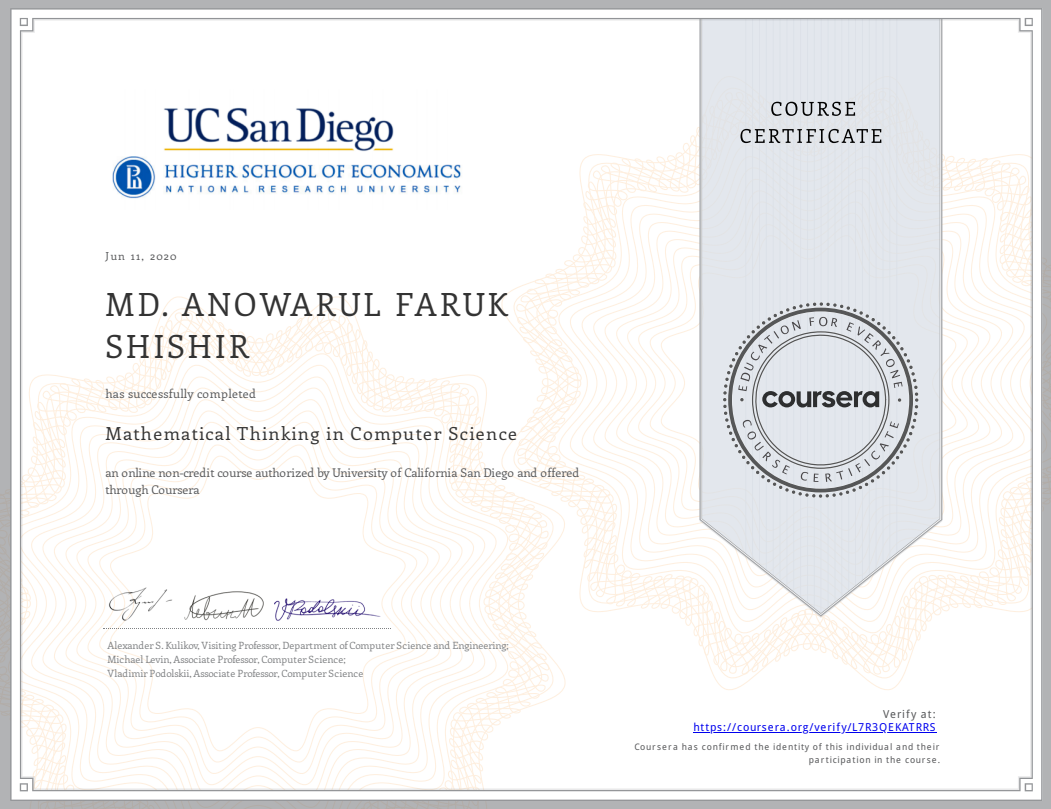 UC San Diego
HIGHER SCHOOL OF ECONOMICS
NATIONAL RESEARCH UNIVERSITY
COURSE
CERTIFICATE
Jun 11, 2020
MD. ANOWARUL FARUK
SHISHIR
has successfully completed
Mathematical Thinking in Computer Science
an online non-credit course authorized by University of California San Diego and offered
through Coursera
EDUCATION FOR EVERYONE
coursera
COURSE CERTIFICATE
VPodolskii
Alexander S. Kulikov, Visiting Professor, Department of Computer Science and Engineering;
Michael Levin, Associate Professor, Computer Science;
Vladimir Podolskii, Associate Professor, Computer Science
Verify at:
https://coursera.org/verify/L7R3QEKATRRS
Coursera has confirmed the identity of this individual and their
participation in the course.